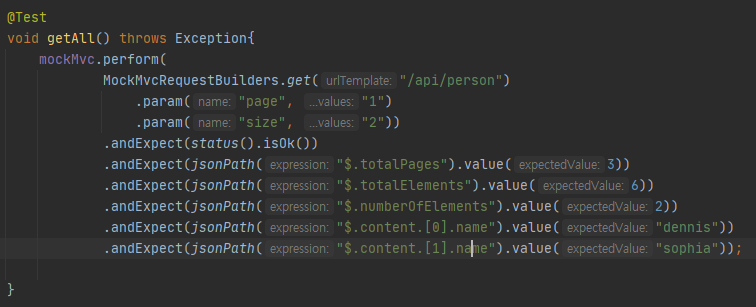 @Test
void getAll() throws Exception{
mockMvc.perform(
MockMvcRequestBuilders.get( urlTemplate: "/api/person")
.param( name: "page", ...values: "1")
.param( name: "size", ...values: "2"))
.andExpect(status().isOk())
.andExpect(jsonPath( expression: "$.totalPages").value( expectedValue: 3))
.andExpect(jsonPath( expression: "$.totalElements").value( expectedValue: 6))
.andExpect(jsonPath( expression: "$.numberOfElements").value( expectedValue: 2))
.andExpect(jsonPath( expression: "$.content.[0].name").value( expectedValue: "dennis"))
.andExpect(jsonPath( expression: "$.content.[1].name").value( expectedValue: "sophia"));
}